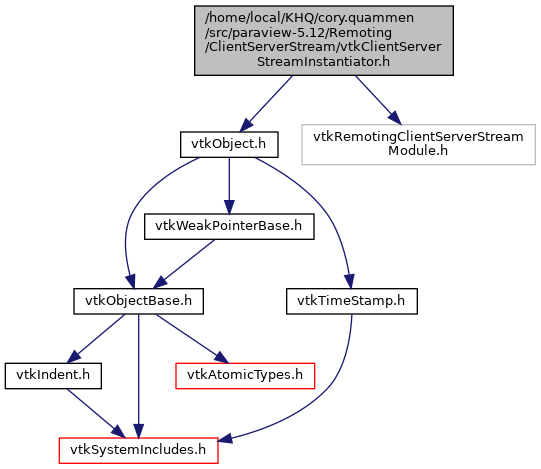 /home/local/KHQ/cory.quammen
/src/paraview-5.12/Remoting
/ClientServerStream/vtkClientServer
StreamInstantiator.h
vtkObject.h
vtkRemotingClientServerStream
Module.h
vtkWeakPointerBase.h
vtkObjectBase.h
vtkTimeStamp.h
vtkIndent.h
vtkAtomicTypes.h
vtkSystemIncludes.h